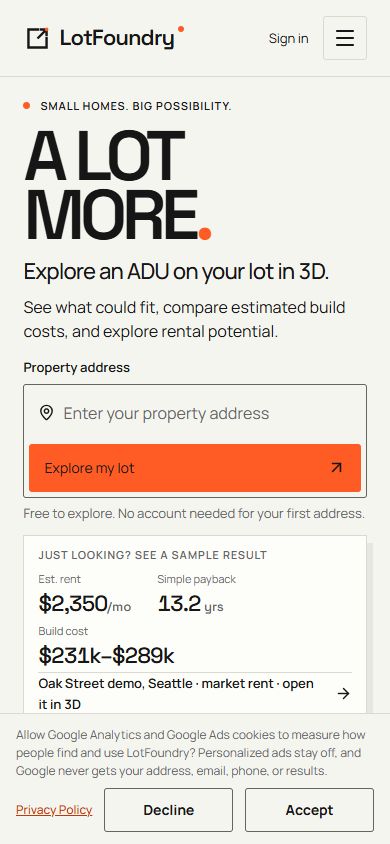 LotFoundry
Sign in
SMALL HOMES. BIG POSSIBILITY.
A LOT
MORE.
Explore an ADU on your lot in 3D.
See what could fit, compare estimated build
costs, and explore rental potential.
Property address
Enter your property address
Explore my lot
Free to explore. No account needed for your first address.
JUST LOOKING? SEE A SAMPLE RESULT
Est. rent
Simple payback
$2,350/mo
13.2 yrs
Build cost
$231k–$289k
Oak Street demo, Seattle · market rent · open
it in 3D
Allow Google Analytics and Google Ads cookies to measure how
people find and use LotFoundry? Personalized ads stay off, and
Google never gets your address, email, phone, or results.
Privacy Policy
Decline
Accept